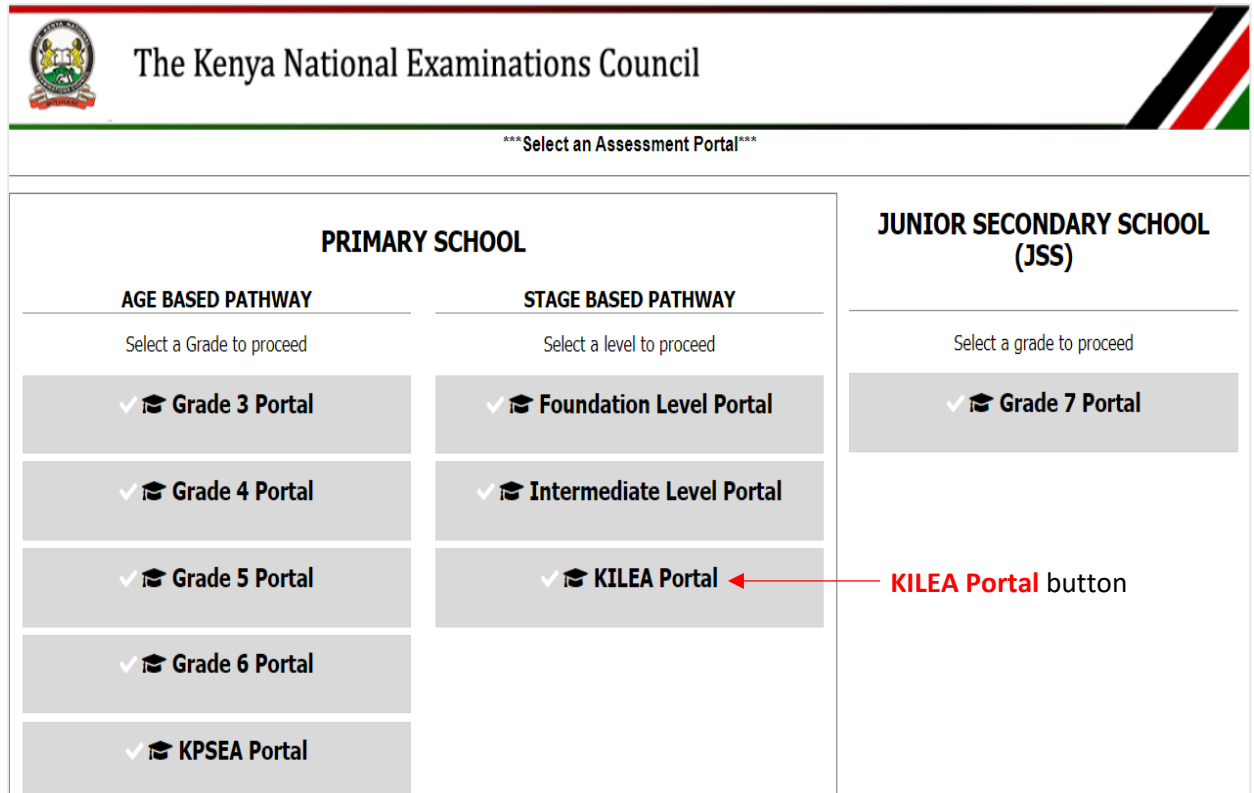 The Kenya National Examinations Council
***Select an Assessment Portal***
PRIMARY SCHOOL
AGE BASED PATHWAY
Select a Grade to proceed
Grade 3 Portal
Grade 4 Portal
Grade 5 Portal
Grade 6 Portal
KPSEA Portal
STAGE BASED PATHWAY
Select a level to proceed
Foundation Level Portal
Intermediate Level Portal
KILEA Portal
KILEA Portal button
JUNIOR SECONDARY SCHOOL
(JSS)
Select a grade to proceed
Grade 7 Portal